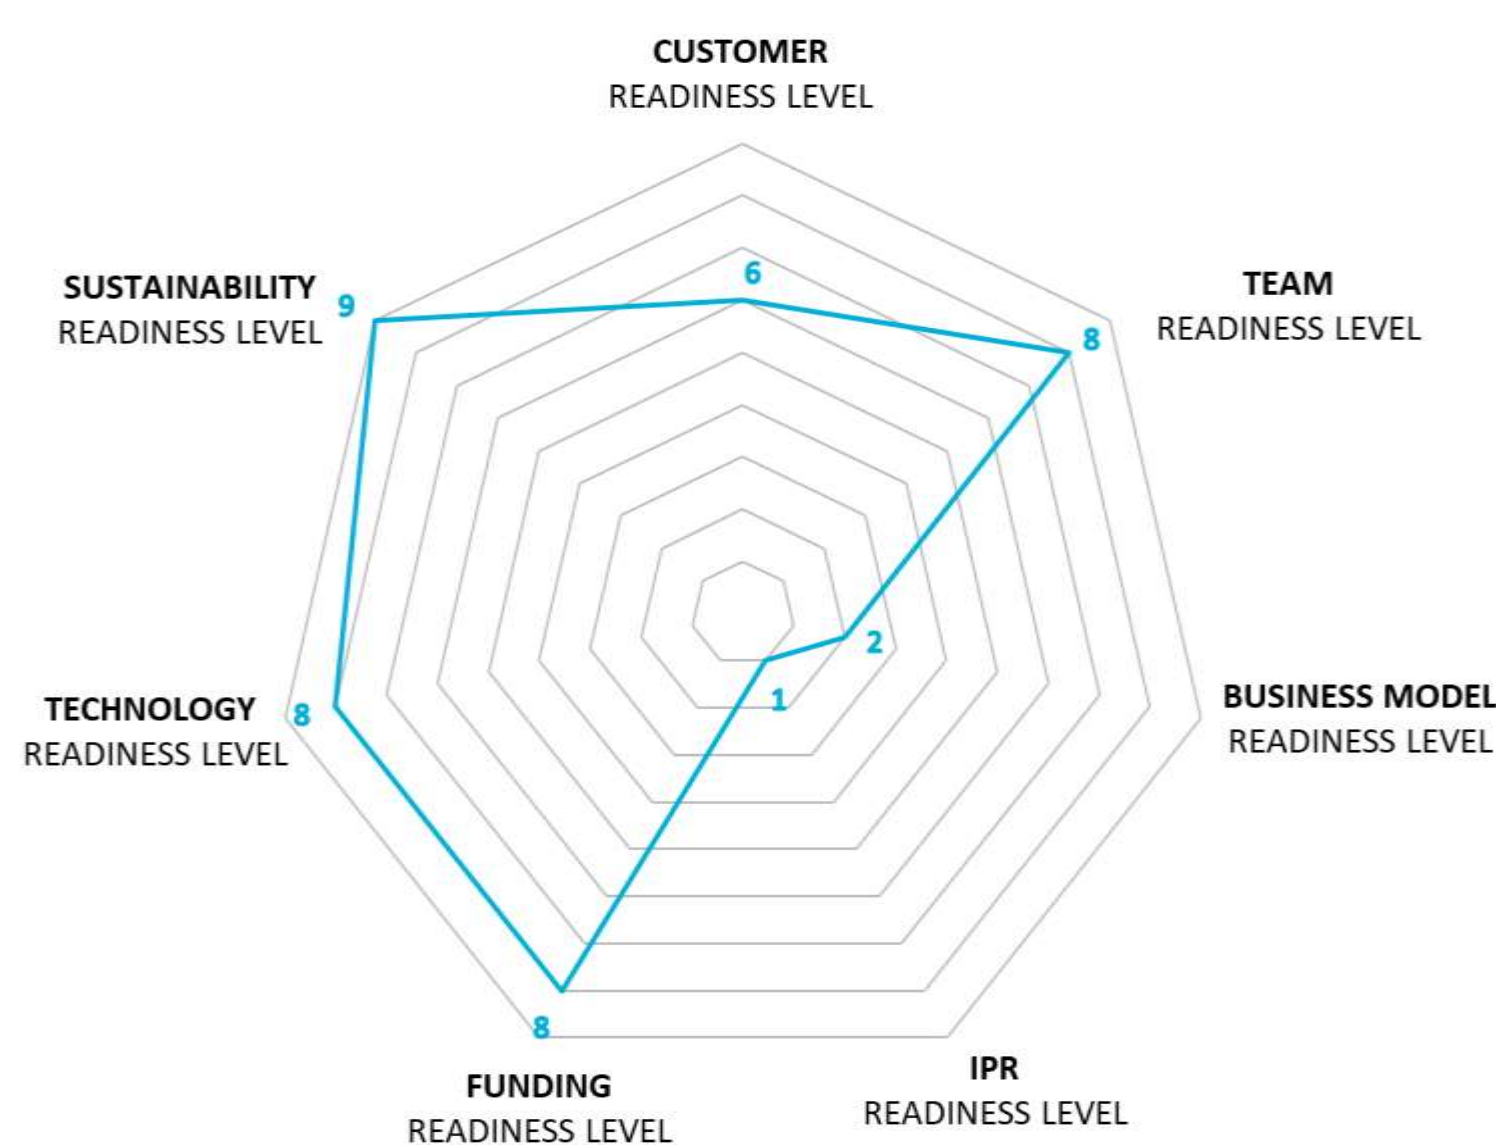 CUSTOMER
READINESS LEVEL
6
SUSTAINABILITY
READINESS LEVEL
9
TEAM
READINESS LEVEL
8
2
1
TECHNOLOGY
READINESS LEVEL
8
BUSINESS MODEL
READINESS LEVEL
8
FUNDING
READINESS LEVEL
IPR
READINESS LEVEL